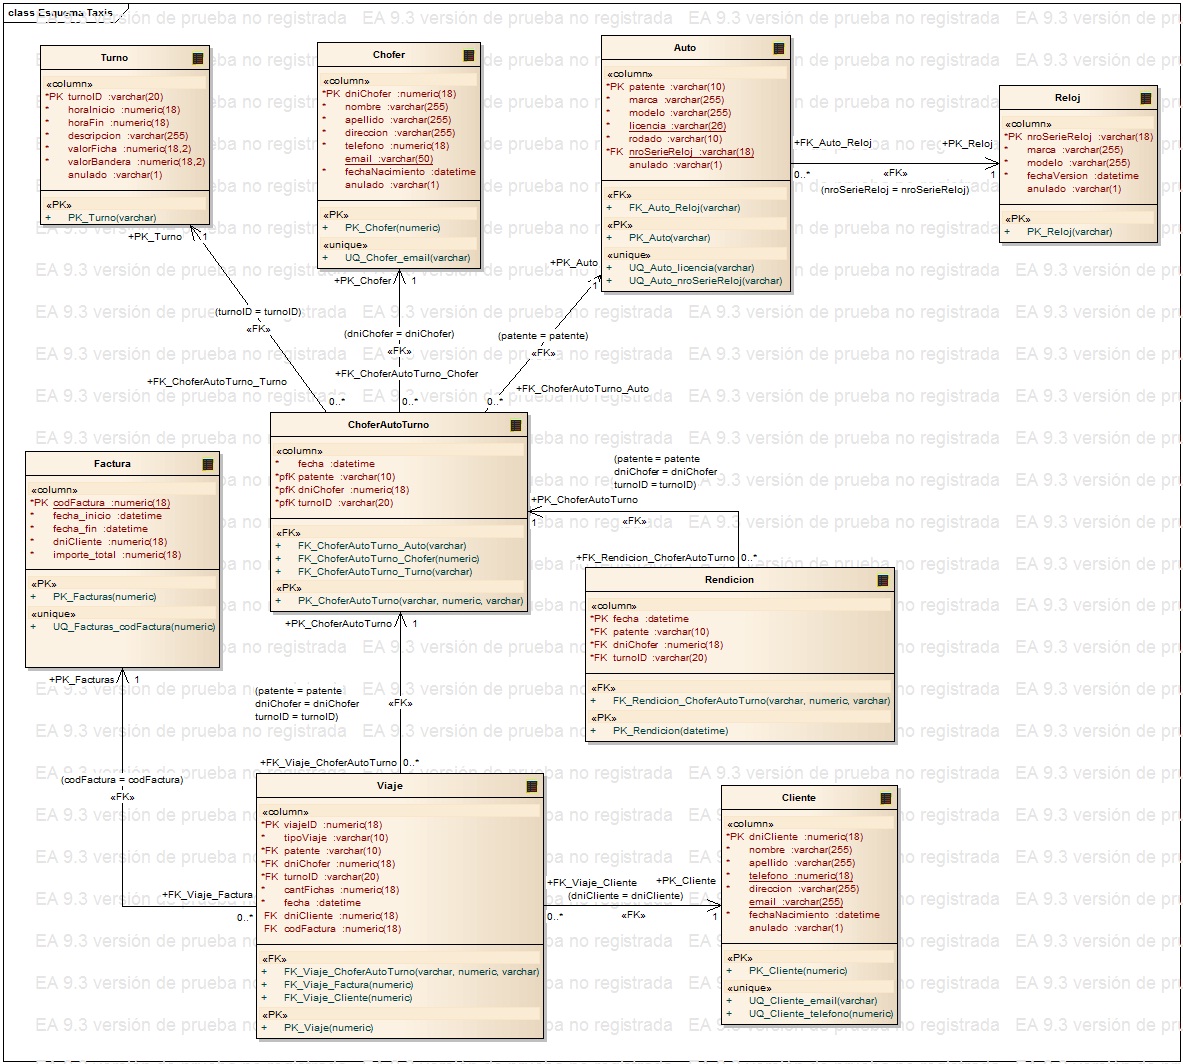 class Esquema Taxis
EA 9.3 versión de prueba no registrada
Turno
«column»
*PK turnoID :varchar(20)
* horaInicio :numeric(18)
* horaFin :numeric(18)
* descripcion :varchar(255)
* valorFicha :numeric(18,2)
* valorBandera :numeric(18,2)
anulado :varchar(1)
«PK»
+ PK_Turno(varchar)
Chofer
«column»
*PK dniChofer :numeric(18)
* nombre :varchar(255)
* apellido :varchar(255)
* direccion :varchar(255)
* telefono :numeric(18)
email :varchar(50)
* fechaNacimiento :datetime
anulado :varchar(1)
«PK»
+ PK_Chofer(numeric)
«unique»
+ UQ_Chofer_email(varchar)
Auto
«column»
*PK patente :varchar(10)
* marca :varchar(255)
* modelo :varchar(255)
* licencia :varchar(26)
* rodado :varchar(10)
*FK nroSerieReloj :varchar(18)
anulado :varchar(1)
«FK»
+ FK_Auto_Reloj(varchar)
«PK»
+ PK_Auto(varchar)
«unique»
+ UQ_Auto_licencia(varchar)
+ UQ_Auto_nroSerieReloj(varchar)
+FK_Auto_Reloj
+PK_Reloj
0..*
«FK»
1
(nroSerieReloj = nroSerieReloj)
Reloj
«column»
*PK nroSerieReloj :varchar(18)
* marca :varchar(255)
* modelo :varchar(255)
* fechaVersion :datetime
anulado :varchar(1)
«PK»
+ PK_Reloj(varchar)
+PK_Turno
1
(turnoID = turnoID)
«FK»
+FK_ChoferAutoTurno_Turno
0..*
+PK_Chofer
1
(dniChofer = dniChofer)
«FK»
+FK_ChoferAutoTurno_Chofer
0..*
+PK_Auto
1
(patente = patente)
«FK»
+FK_ChoferAutoTurno_Auto
0..*
ChoferAutoTurno
«column»
* fecha :datetime
*pfK patente :varchar(10)
*pfK dniChofer :numeric(18)
*pfK turnoID :varchar(20)
«FK»
+ FK_ChoferAutoTurno_Auto(varchar)
+ FK_ChoferAutoTurno_Chofer(numeric)
+ FK_ChoferAutoTurno_Turno(varchar)
«PK»
+ PK_ChoferAutoTurno(varchar, numeric, varchar)
Factura
«column»
*PK codFactura :numeric(18)
* fecha_inicio :datetime
* fecha_fin :datetime
* dniCliente :numeric(18)
* importe_total :numeric(18)
«PK»
+ PK_Facturas(numeric)
«unique»
+ UQ_Facturas_codFactura(numeric)
(patente = patente
dniChofer = dniChofer
turnoID = turnoID)
+PK_ChoferAutoTurno
1
«FK»
+FK_Rendicion_ChoferAutoTurno
0..*
Rendicion
«column»
*PK fecha :datetime
*FK patente :varchar(10)
*FK dniChofer :numeric(18)
*FK turnoID :varchar(20)
«FK»
+ FK_Rendicion_ChoferAutoTurno(varchar, numeric, varchar)
«PK»
+ PK_Rendicion(datetime)
+PK_ChoferAutoTurno
1
(patente = patente
dniChofer = dniChofer
turnoID = turnoID)
«FK»
+FK_Viaje_ChoferAutoTurno
0..*
+PK_Facturas
1
(codFactura = codFactura)
«FK»
+FK_Viaje_Factura
0..*
Viaje
«column»
*PK viajeID :numeric(18)
* tipoViaje :varchar(10)
*FK patente :varchar(10)
*FK dniChofer :numeric(18)
*FK turnoID :varchar(20)
* cantFichas :numeric(18)
* fecha :datetime
FK dniCliente :numeric(18)
FK codFactura :numeric(18)
«FK»
+ FK_Viaje_ChoferAutoTurno(varchar, numeric, varchar)
+ FK_Viaje_Factura(numeric)
+ FK_Viaje_Cliente(numeric)
«PK»
+ PK_Viaje(numeric)
+FK_Viaje_Cliente
+PK_Cliente
(dniCliente = dniCliente)
0..*
«FK»
1
Cliente
«column»
*PK dniCliente :numeric(18)
* nombre :varchar(255)
* apellido :varchar(255)
* telefono :numeric(18)
* direccion :varchar(255)
email :varchar(255)
* fechaNacimiento :datetime
anulado :varchar(1)
«PK»
+ PK_Cliente(numeric)
«unique»
+ UQ_Cliente_email(varchar)
+ UQ_Cliente_telefono(numeric)